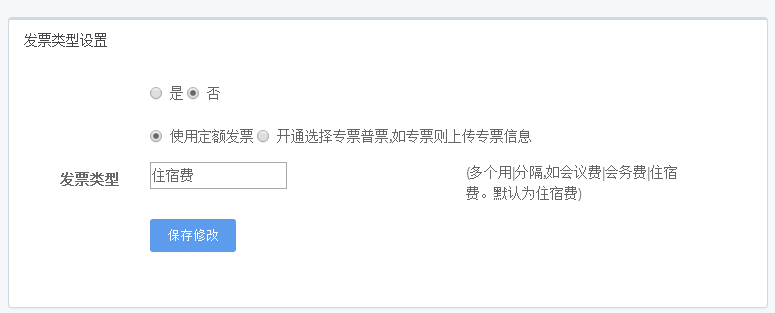 发票类型设置
是 否
使用定额发票 开通选择专票普票,如专票则上传专票信息
发票类型 住宿费 (多个用|分隔,如会议费|会务费|住宿
费。默认为住宿费)
保存修改